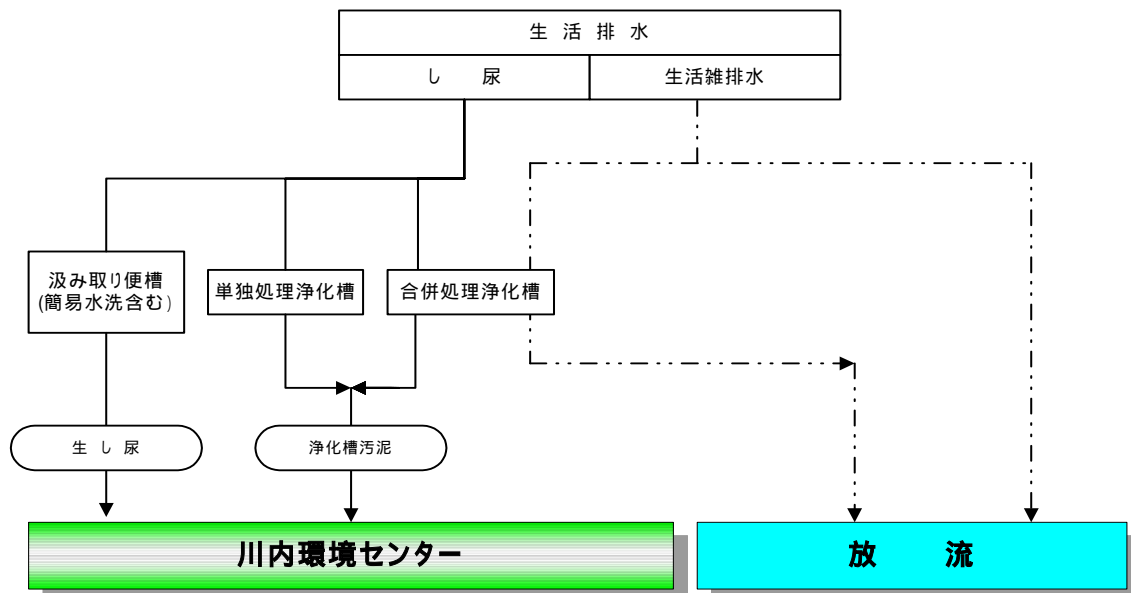 生 活 排 水
し 尿
生活雑排水
汲み取り便槽
(簡易水洗含む)
単独処理浄化槽
合併処理浄化槽
生 し 尿
浄化槽汚泥
川内環境センター
放 流